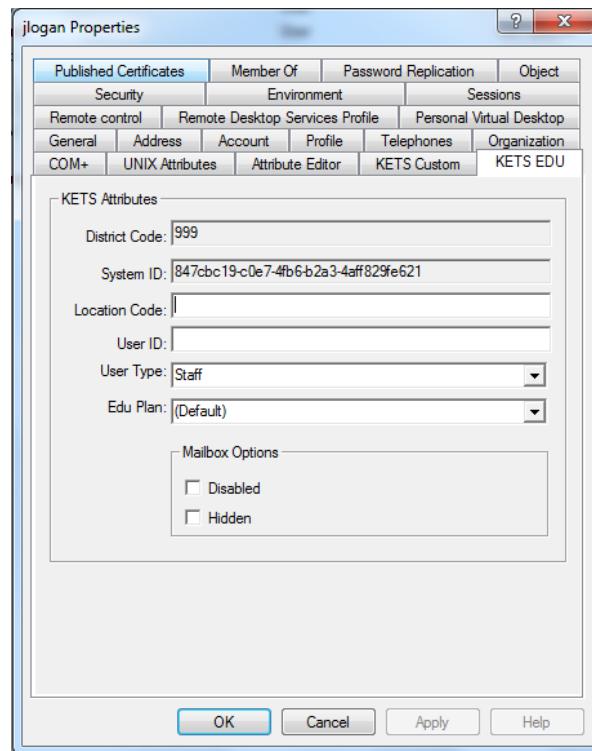 jlogan Properties
Published Certificates Member Of Password Replication Object
Security Environment Sessions
Remote control Remote Desktop Services Profile Personal Virtual Desktop
General Address Account Profile Telephones Organization
COM+ UNIX Attributes Attribute Editor KETS Custom KETS EDU
KETS Attributes
District Code: 999
System ID: 847cbc19-c0e7-4fb6-b2a3-4aff829fe621
Location Code:
User ID:
User Type: Staff
Edu Plan: (Default)
Mailbox Options
Disabled
Hidden
OK Cancel Apply Help